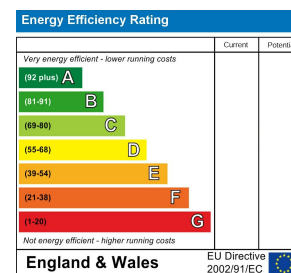 Energy Efficiency Rating
Current Potenti
Very energy efficient - lower running costs
(92 plus) A
(81-91) B
(69-80) C
(55-68) D
(39-54) E
(21-38) F
(1-20) G
Not energy efficient - higher running costs
England & Wales
EU Directive
2002/91/EC